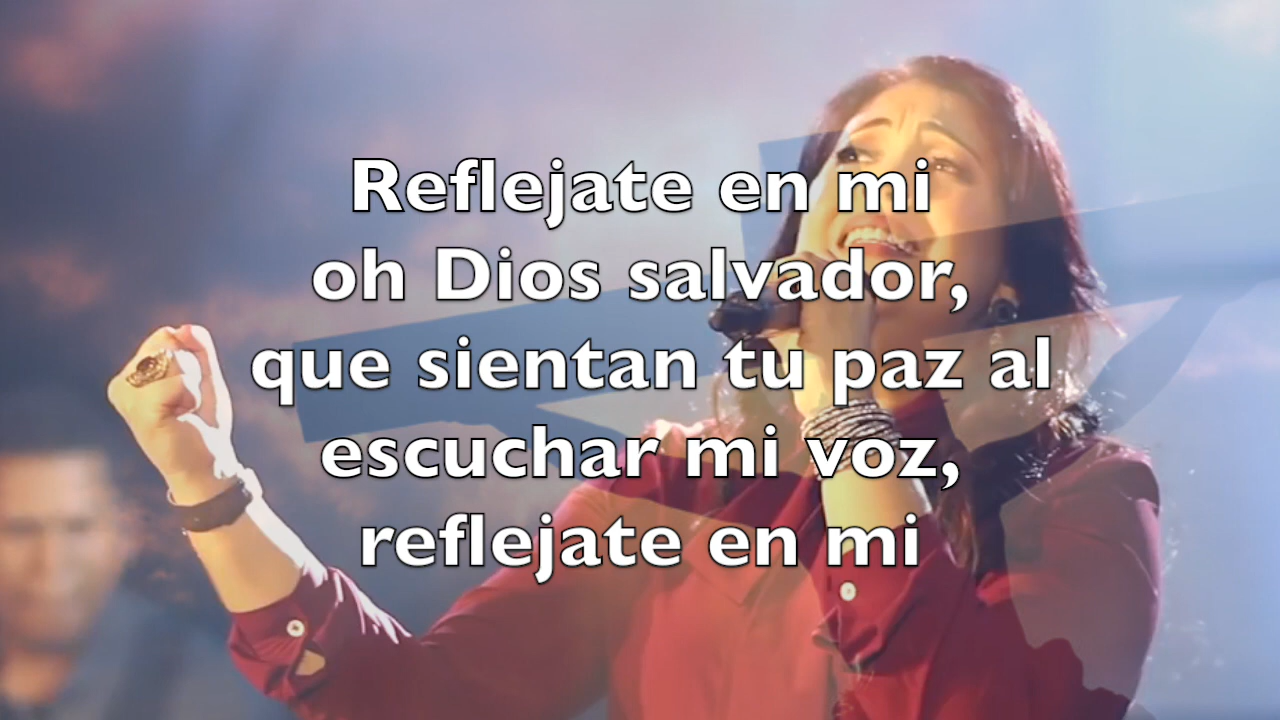 Reflejate en mi
oh Dios salvador,
que sientan tu paz al
escuchar mi voz,
reflejate en mi